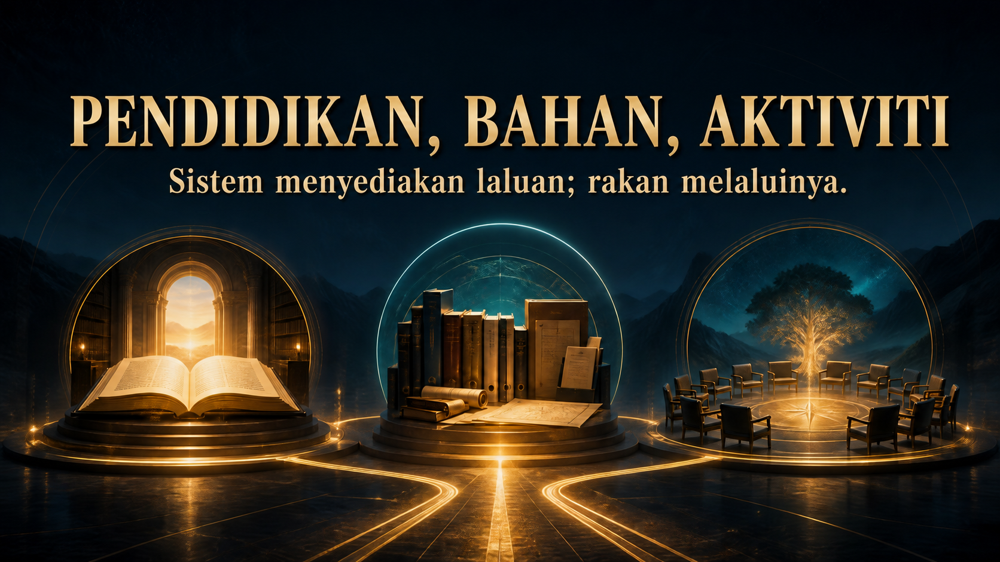 PENDIDIKAN, BAHAN, AKTIVITI
Sistem menyediakan laluan; rakan melaluinya.